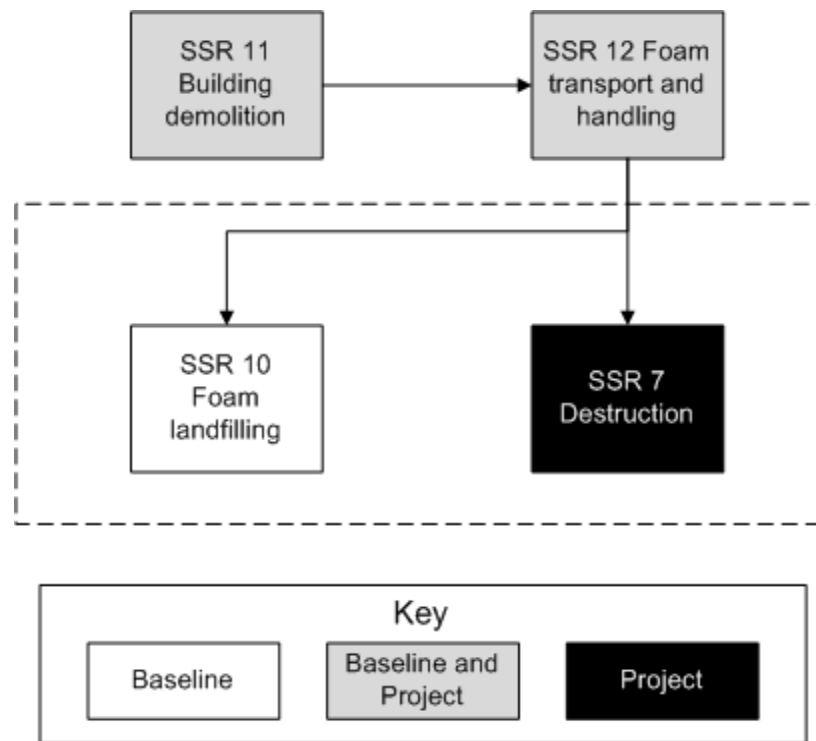 SSR 11
Building
demolition
SSR 12 Foam
transport and
handling
SSR 10
Foam
landfilling
SSR 7
Destruction
Key
Baseline
Baseline and
Project
Project